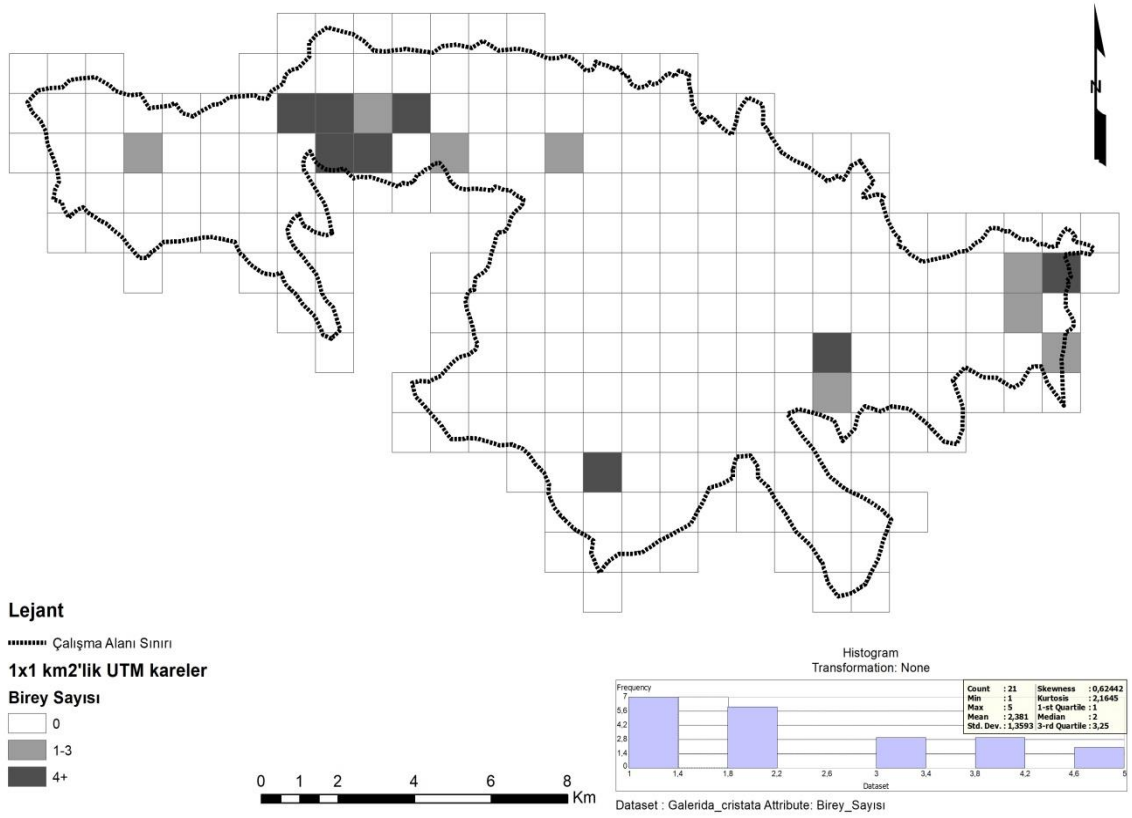 N
Lejant
Çalışma Alanı Sınırı
1x1 km2'lik UTM kareler
Birey Sayısı
0
1-3
4+
0 2 4 8
Km
Histogram
Transformation: None
Frequency
7
5,6
4,2
2,8
1,4
0
1 1,4 1,8 2,2 2,6 3 3,4 3,8 4,2 4,6 5
Dataset
Count : 21 Skewness : 0,62442
Min : 1 Kurtosis : 2,1645
Max : 5 1-st Quartile : 1
Mean : 2,381 Median : 2
Std. Dev. : 1,3593 3-rd Quartile : 3,25
Dataset : Galerida_cristata Attribute: Birey_Sayısı